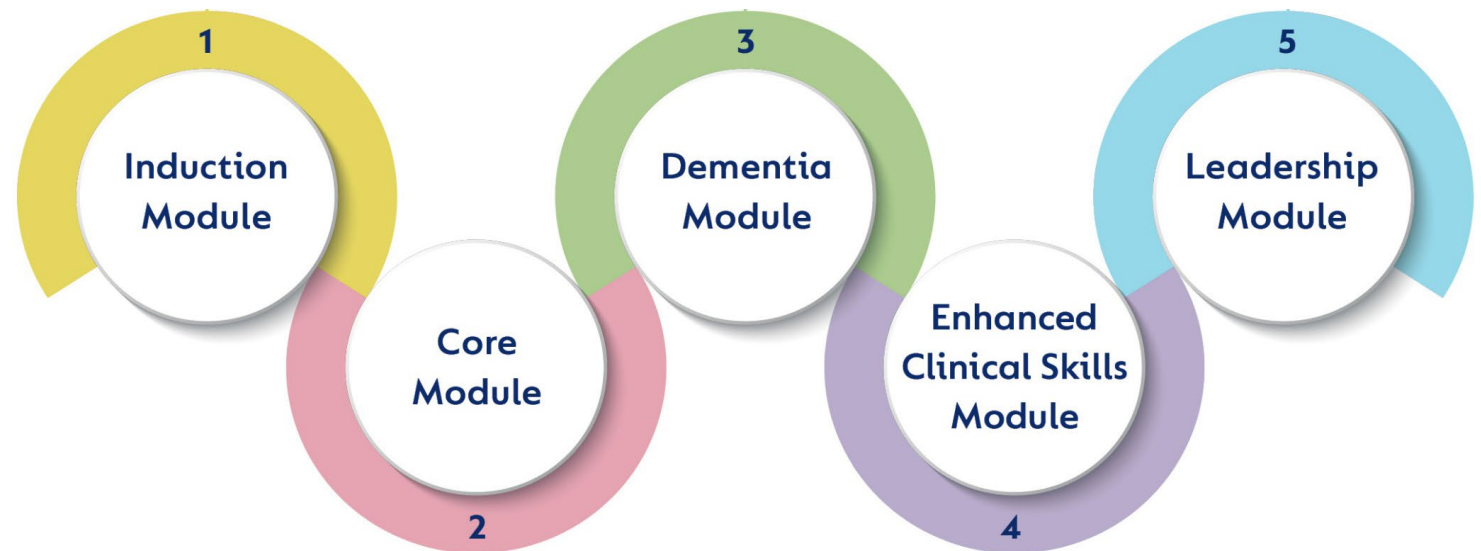 1
Induction
Module
2
Core
Module
3
Dementia
Module
4
Enhanced
Clinical Skills
Module
5
Leadership
Module